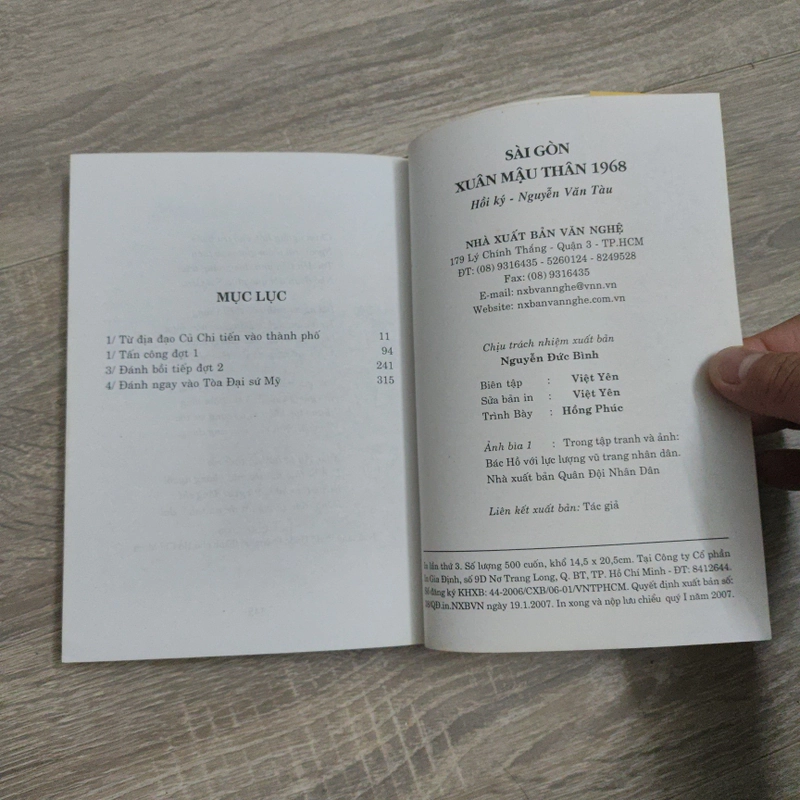 MỤC LỤC
1/ Từ địa đạo Củ Chi tiến vào thành phố 11
1/ Tấn công đợt 1 94
3/ Đánh bồi tiếp đợt 2 241
4/ Đánh ngay vào Tòa Đại sứ Mỹ 315
SÀI GÒN
XUÂN MẬU THÂN 1968
Hồi ký - Nguyễn Văn Tàu
NHÀ XUẤT BẢN VĂN NGHỆ
179 Lý Chính Thắng - Quận 3 - TP.HCM
ĐT: (08) 9316435 - 5260124 - 8249528
Fax: (08) 9316435
E-mail: nxbvannghe@vnn.vn
Website: nxbanvannghe.com.vn
Chịu trách nhiệm xuất bản
Nguyễn Đức Bình
Biên tập : Việt Yên
Sửa bản in : Việt Yên
Trình Bày : Hồng Phúc
Ảnh bìa 1 : Trong tập tranh và ảnh:
Bác Hồ với lực lượng vũ trang nhân dân.
Nhà xuất bản Quân Đội Nhân Dân
Liên kết xuất bản: Tác giả
lần thứ 3. Số lượng 500 cuốn, khổ 14,5 x 20,5cm. Tại Công ty Cổ phần
Gia Định, số 9D Nơ Trang Long, Q. BT, TP. Hồ Chí Minh - ĐT: 8412644.
đăng ký KHXB: 44-2006/CXB/06-01/VNTPHCM. Quyết định xuất bản số:
ngày 19.1.2007. In xong và nộp lưu chiểu quý I năm 2007.